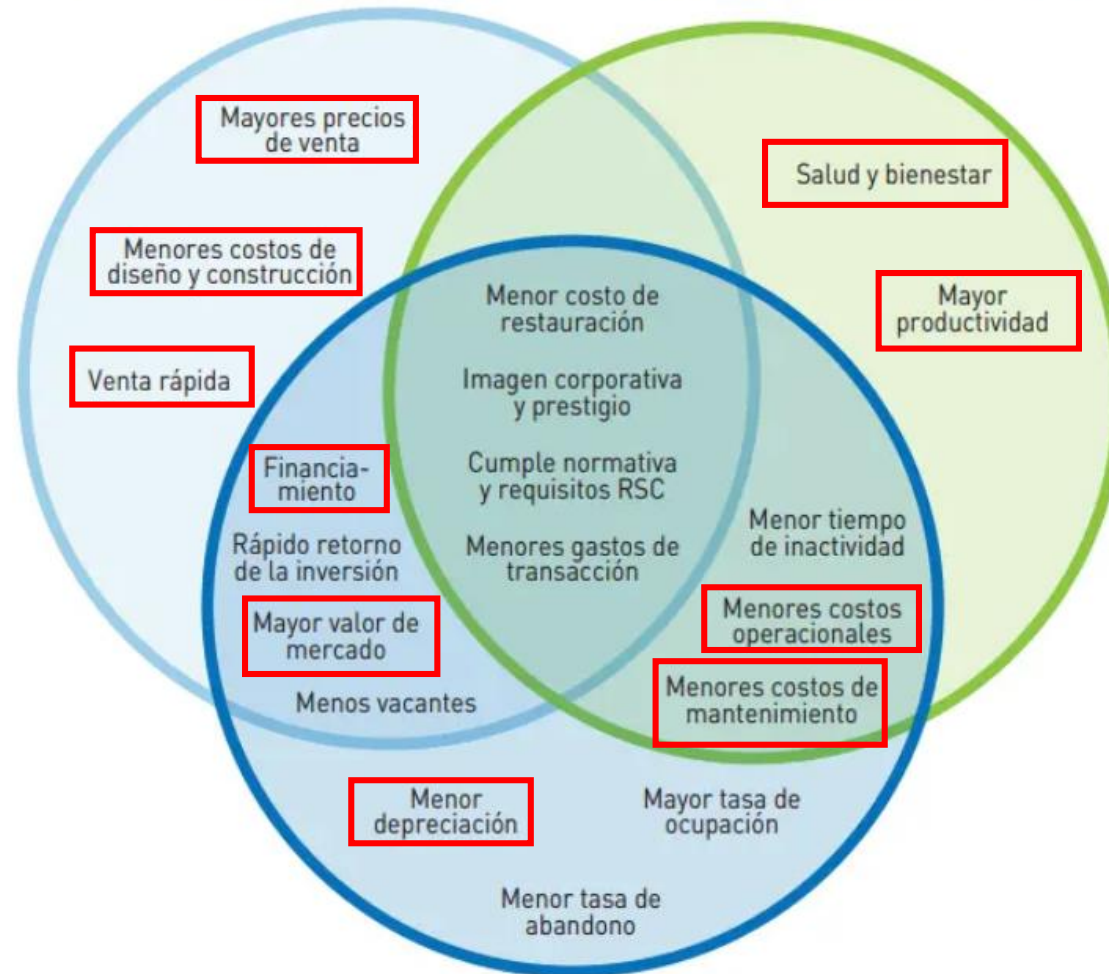 Mayores precios
de venta
Salud y bienestar
Menores costos de
diseño y construcción
Mayor
productividad
Menor costo de
restauración
Venta rápida
Imagen corporativa
y prestigio
Financia-
miento
Cumple normativa
y requisitos RSC
Menor tiempo
de inactividad
Rápido retorno
de la inversión
Menores gastos de
transacción
Mayor valor de
mercado
Menores costos
operacionales
Menos vacantes
Menores costos de
mantenimiento
Menor
depreciación
Mayor tasa de
ocupación
Menor tasa de
abandono